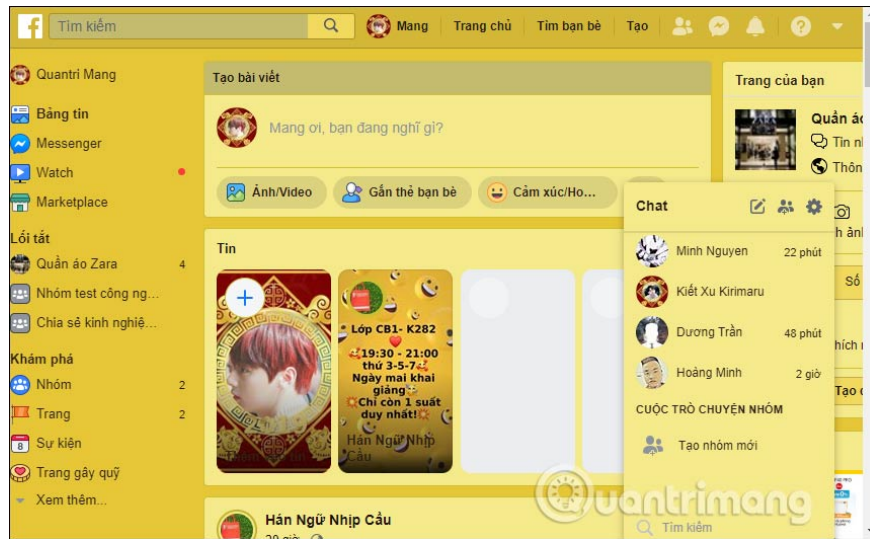 f
Tìm kiếm
Mang
Trang chủ
Tìm bạn bè
Tạo
Quantri Mang
Bảng tin
Messenger
Watch
Marketplace
Lối tắt
Quần áo Zara 4
Nhóm test công ng...
Chia sẻ kinh nghiệ...
Khám phá
Nhóm 2
Trang 2
8
Sự kiện
Trang gây quỹ
Xem thêm...
Tạo bài viết
Mang ơi, bạn đang nghĩ gì?
Ảnh/Video
Gắn thẻ bạn bè
Cảm xúc/Ho...
Tin
Lớp CB1- K282
19:30 - 21:00
thứ 3-5-7
Ngày mai khai
giảng
Chỉ còn 1 suất
duy nhất!
Hán Ngữ Nhịp
Cầu
Hán Ngữ Nhịp Cầu
20 giờ
Trang của bạn
Quần áo
Tin
Thôn
Số
Tạo
Chat
Minh Nguyen 22 phút
Kiết Xu Kirimaru
Dương Trần 48 phút
Hoàng Minh 2 giờ
CUỘC TRÒ CHUYỆN NHÓM
Tạo nhóm mới
Tìm kiếm
Quantrimang